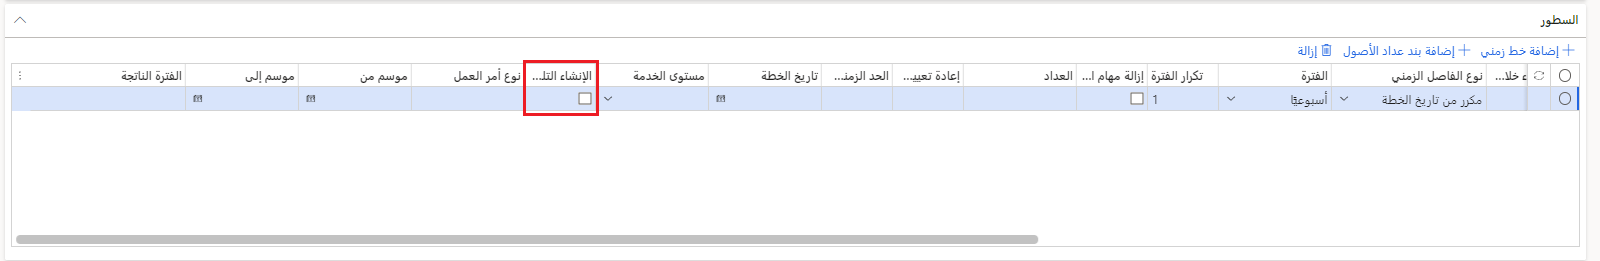 السطور
إضافة خط زمني إضافة بند عداد الأصول إزالة
ء خلا... نوع الفاصل الزمني الفترة تكرار الفترة إزالة مهام ا... العداد إعادة تعيي... الحد الزمنـ... تاريخ الخطة مستوى الخدمة الإنشاء التلـ... نوع أمر العمل موسم من موسم إلى الفترة الناتجة
مكرر من تاريخ الخطة أسبوعيًا 1